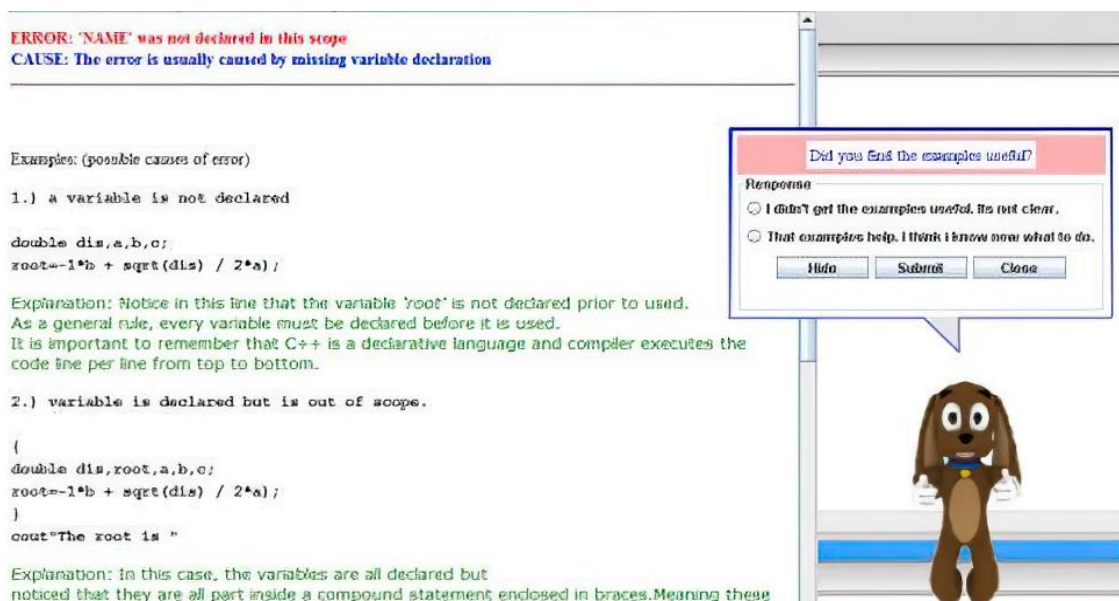 ERROR: 'NAME' was not declared in this scope
CAUSE: The error is usually caused by missing variable declaration
Examples: (possible causes of error)
1.) a variable is not declared
double dis,a,b,c;
root=-1*b + sqrt(dis) / 2*a);
Explanation: Notice in this line that the variable 'root' is not declared prior to used.
As a general rule, every variable must be declared before it is used.
It is important to remember that C++ is a declarative language and compiler executes the
code line per line from top to bottom.
2.) variable is declared but is out of scope.
{
double dis,root,a,b,c;
root=-1*b + sqrt(dis) / 2*a);
}
cout"The root is "
Explanation: In this case, the variables are all declared but
noticed that they are all part inside a compound statement enclosed in braces.Meaning these
Did you find the examples useful?
Response
I didn't get the examples useful, its not clear.
That examples help, I think i know now what to do.
Hide Submit Close